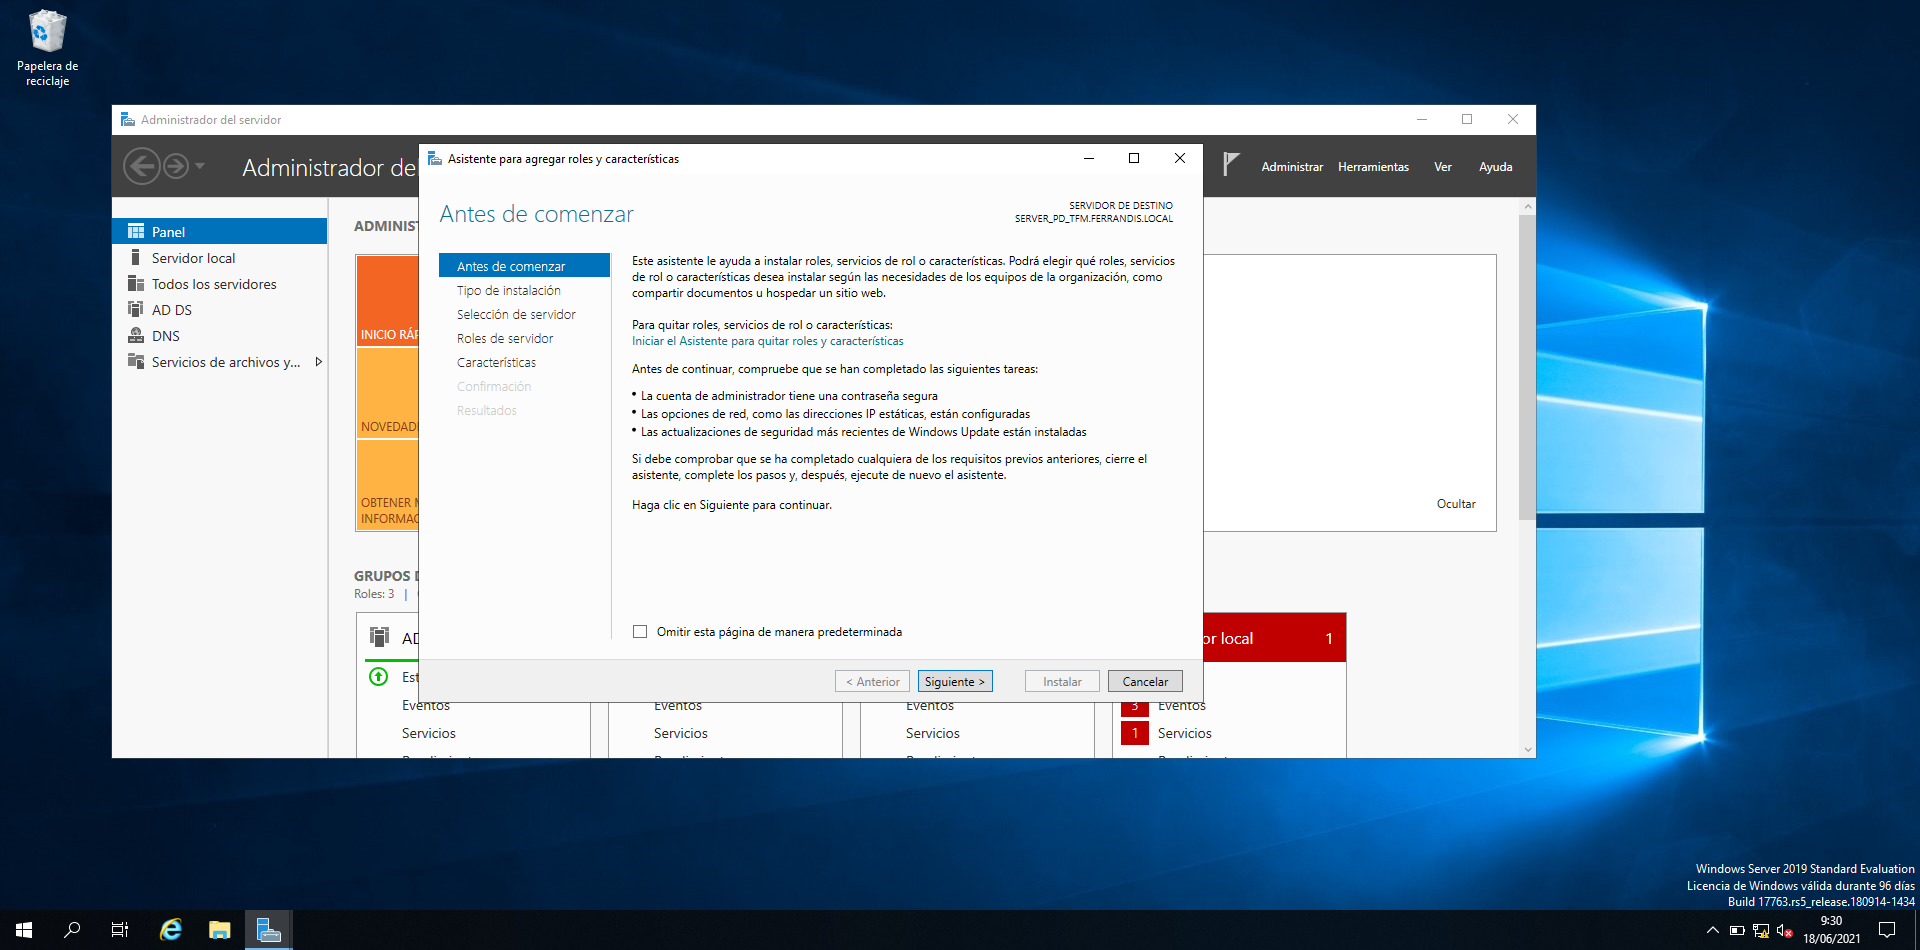 Papelera de
reciclaje
Administrador del servidor
Administrador de
Administrar
Herramientas
Ver
Ayuda
Panel
Servidor local
Todos los servidores
AD DS
DNS
Servicios de archivos y...
ADMINIST
INICIO RÁP
NOVEDAD
OBTENER M
INFORMAC
Ocultar
GRUPOS D
Roles: 3 |
AD
Est
Eventos
Servicios
Eventos
Servicios
Eventos
Servicios
or local 1
3 Eventos
1 Servicios
Asistente para agregar roles y características
Antes de comenzar
SERVIDOR DE DESTINO
SERVER_PD_TFM.FERRANDIS.LOCAL
Antes de comenzar
Tipo de instalación
Selección de servidor
Roles de servidor
Características
Confirmación
Resultados
Este asistente le ayuda a instalar roles, servicios de rol o características. Podrá elegir qué roles, servicios
de rol o características desea instalar según las necesidades de los equipos de la organización, como
compartir documentos u hospedar un sitio web.
Para quitar roles, servicios de rol o características:
Iniciar el Asistente para quitar roles y características
Antes de continuar, compruebe que se han completado las siguientes tareas:
• La cuenta de administrador tiene una contraseña segura
• Las opciones de red, como las direcciones IP estáticas, están configuradas
• Las actualizaciones de seguridad más recientes de Windows Update están instaladas
Si debe comprobar que se ha completado cualquiera de los requisitos previos anteriores, cierre el
asistente, complete los pasos y, después, ejecute de nuevo el asistente.
Haga clic en Siguiente para continuar.
Omitir esta página de manera predeterminada
< Anterior
Siguiente >
Instalar
Cancelar
Windows Server 2019 Standard Evaluation
Licencia de Windows válida durante 96 días
Build 17763.rs5_release.180914-1434
9:30
18/06/2021